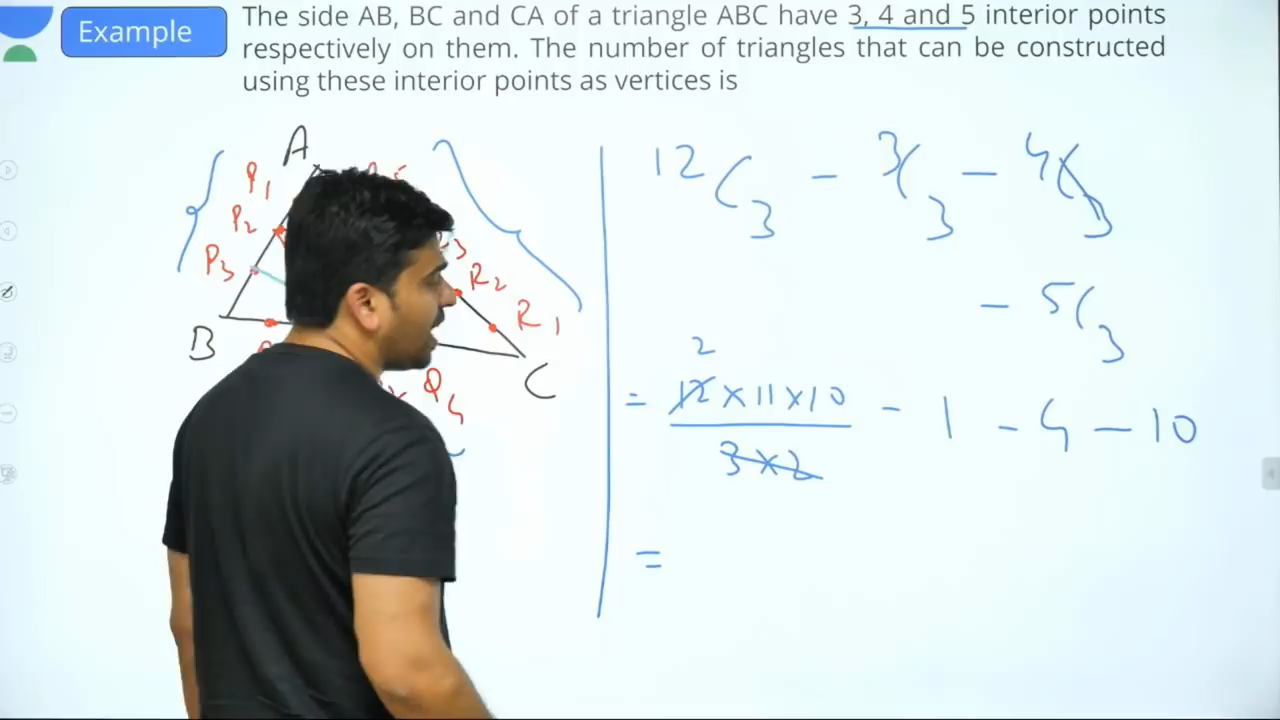 Example
The side AB, BC and CA of a triangle ABC have 3, 4 and 5 interior points
respectively on them. The number of triangles that can be constructed
using these interior points as vertices is
A
P1
P2
P3
R2
R1
B
C
Q4
12C3 - 3C3 - 4C3
- 5C3
2
= 12×11×10 - 1 - 4 - 10
3×2
=